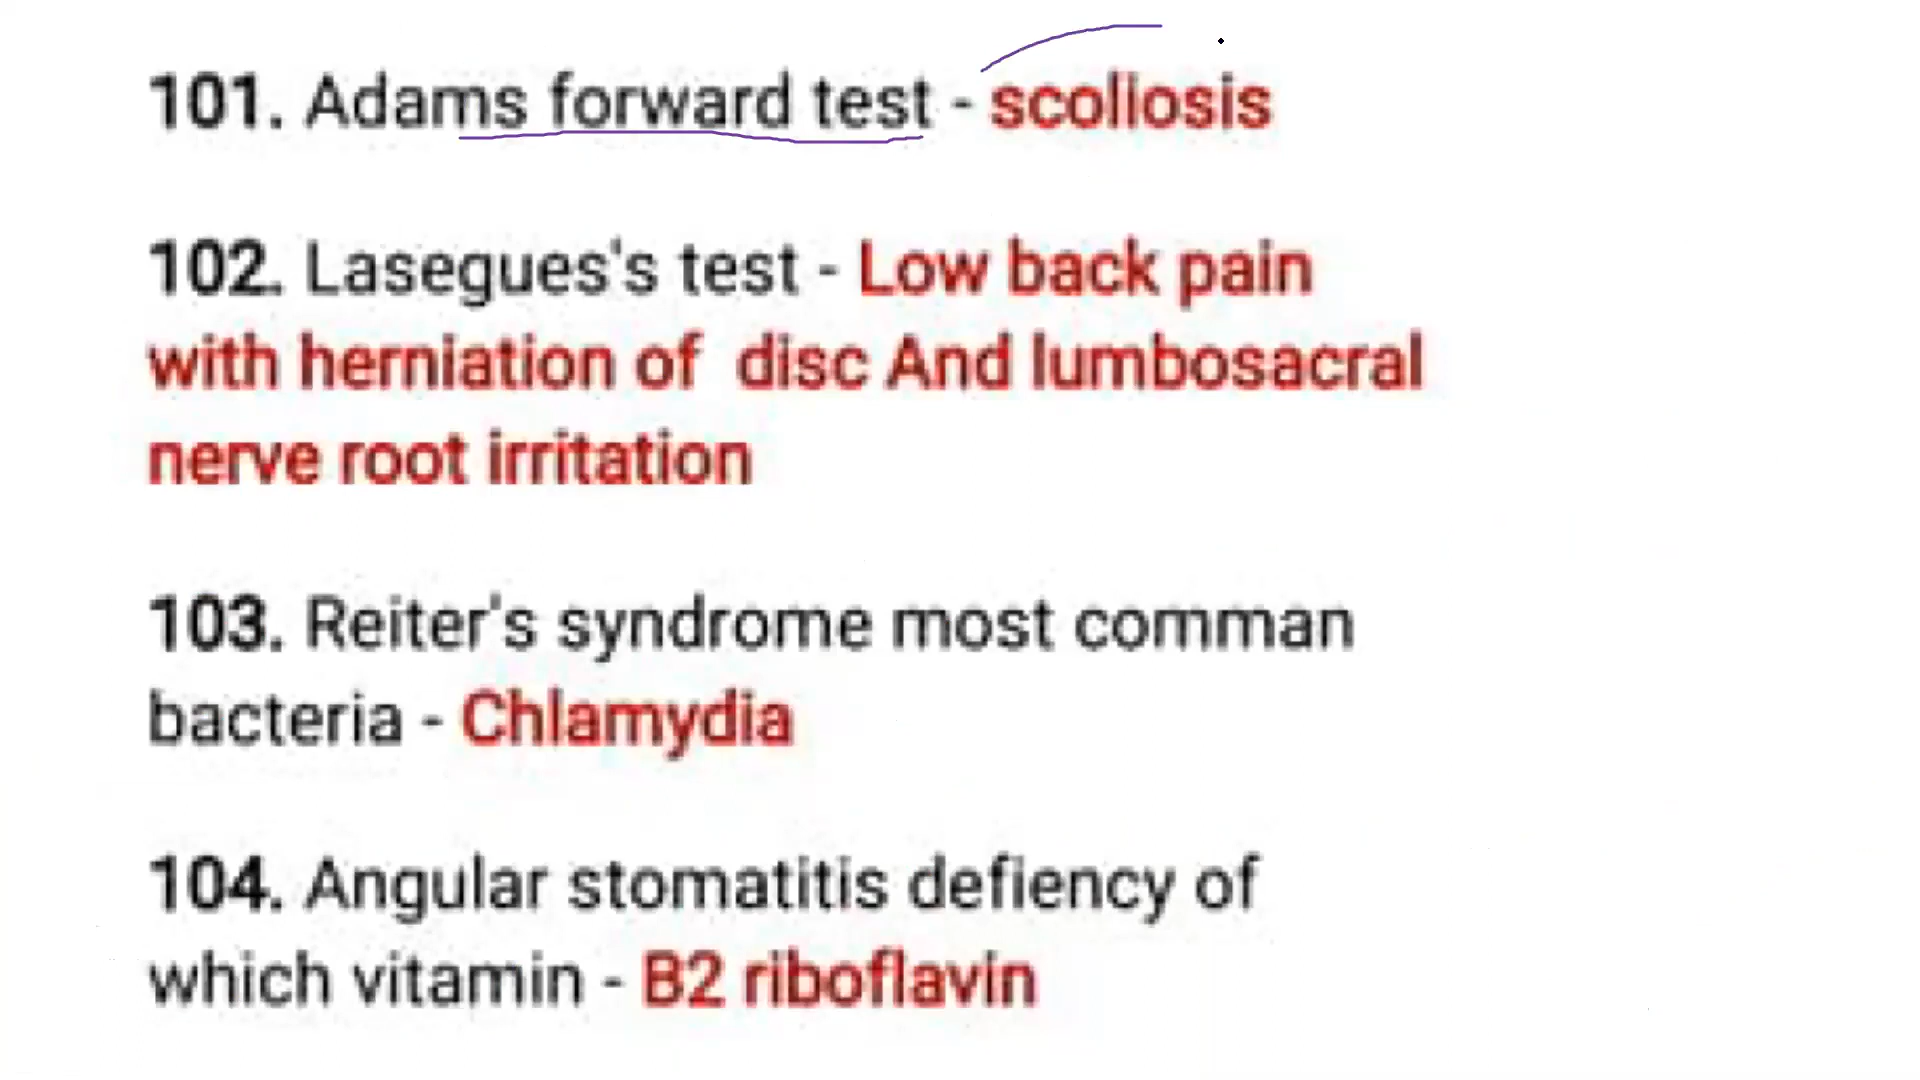 101. Adams forward test - scoliosis
102. Lasegues's test - Low back pain
with herniation of disc And lumbosacral
nerve root irritation
103. Reiter's syndrome most comman
bacteria - Chlamydia
104. Angular stomatitis defiency of
which vitamin - B2 riboflavin